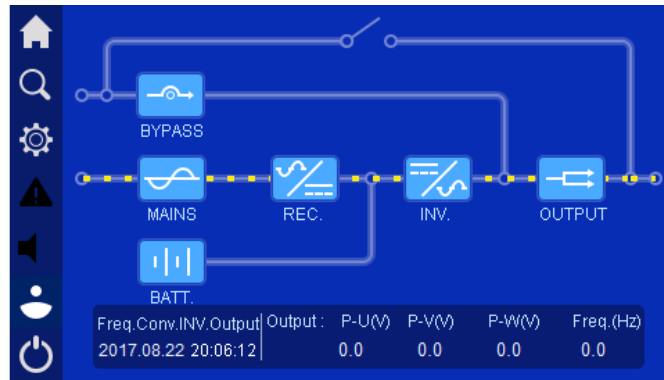 BYPASS
MAINS
REC.
INV.
OUTPUT
BATT.
Freq.Conv.INV.Output Output : P-U(V) P-V(V) P-W(V) Freq.(Hz)
2017.08.22 20:06:12 0.0 0.0 0.0 0.0